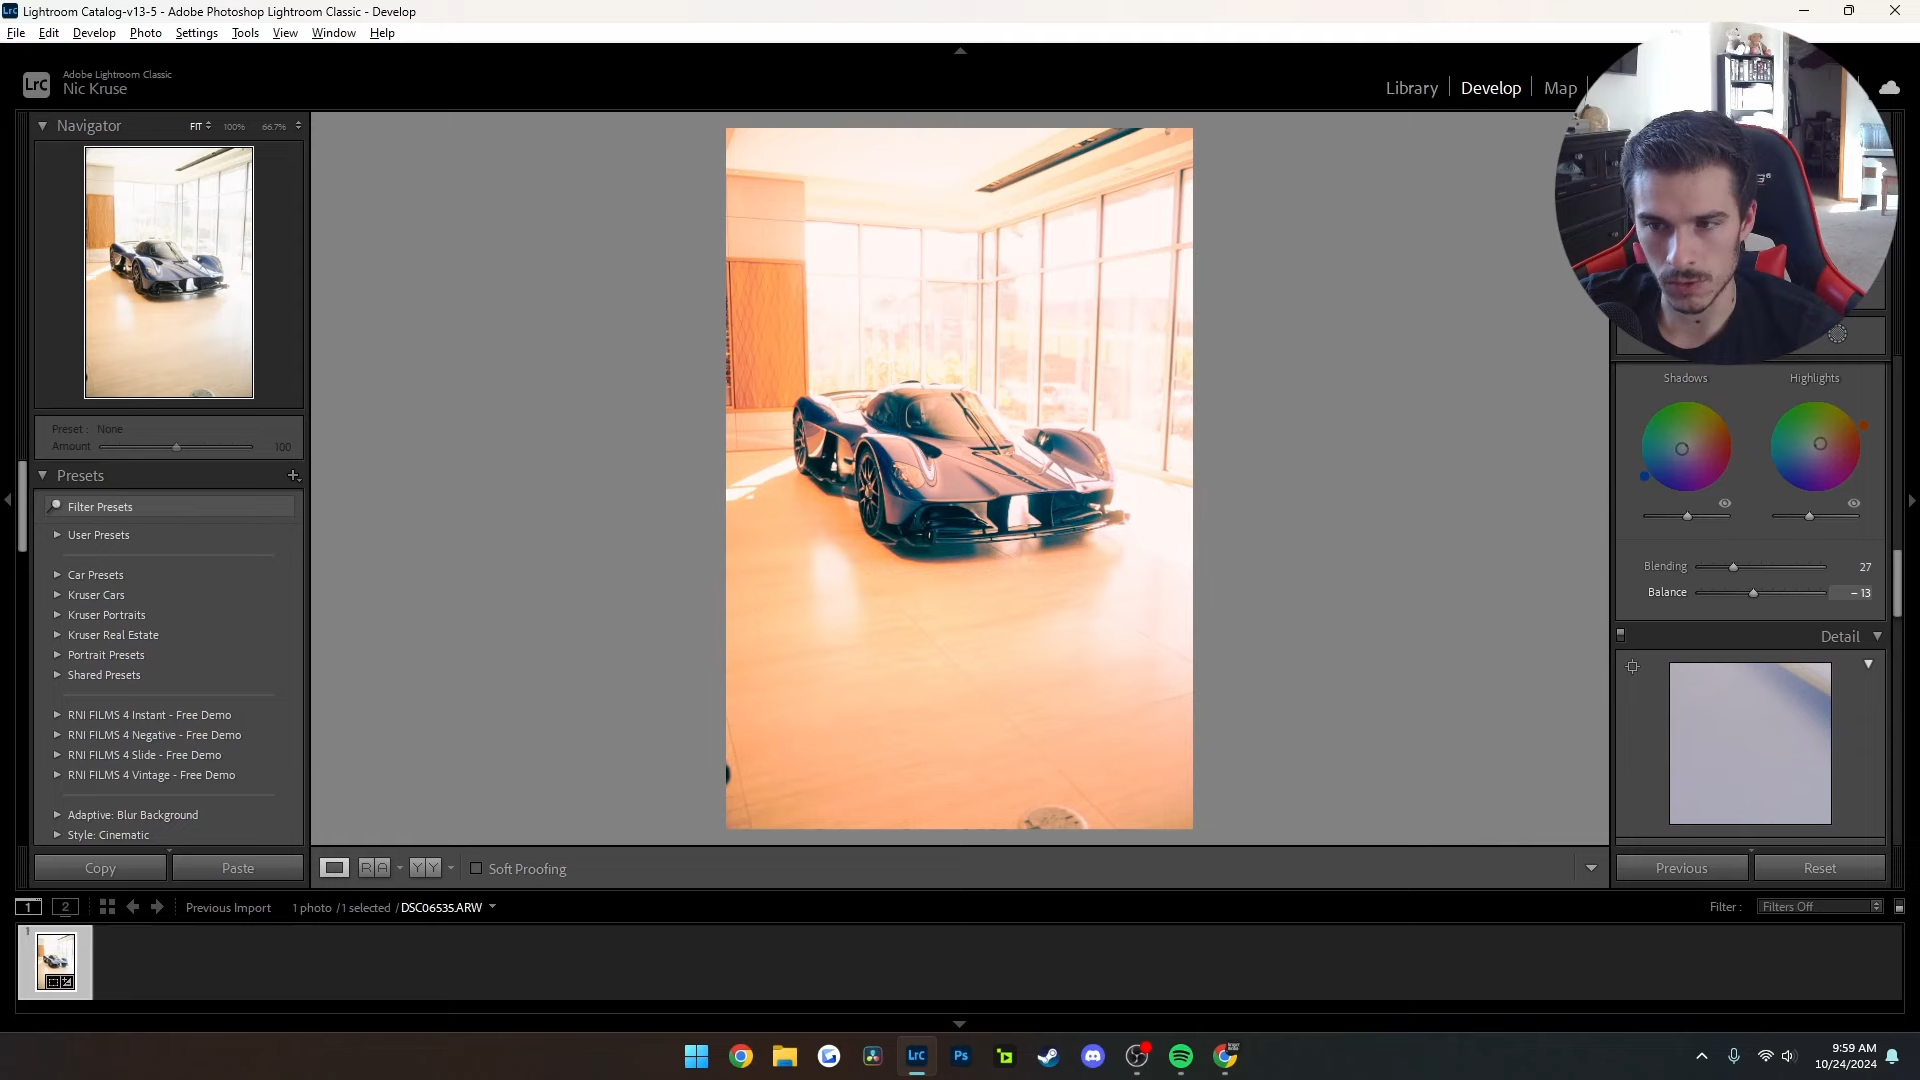 Lrc Lightroom Catalog-v13-5 - Adobe Photoshop Lightroom Classic - Develop
File Edit Develop Photo Settings Tools View Window Help
LrC Adobe Lightroom Classic
Nic Kruse
Library Develop Map
Navigator FIT 100% 66.7%
Preset : None
Amount 100
Presets
Filter Presets
User Presets
Car Presets
Kruser Cars
Kruser Portraits
Kruser Real Estate
Portrait Presets
Shared Presets
RNI FILMS 4 Instant - Free Demo
RNI FILMS 4 Negative - Free Demo
RNI FILMS 4 Slide - Free Demo
RNI FILMS 4 Vintage - Free Demo
Adaptive: Blur Background
Style: Cinematic
Copy Paste
Shadows Highlights
Blending 27
Balance – 13
Detail
R A Y Y Soft Proofing
Previous Reset
1 2 Previous Import 1 photo / 1 selected / DSC06535.ARW
Filter : Filters Off
1
LrC Ps
9:59 AM
10/24/2024